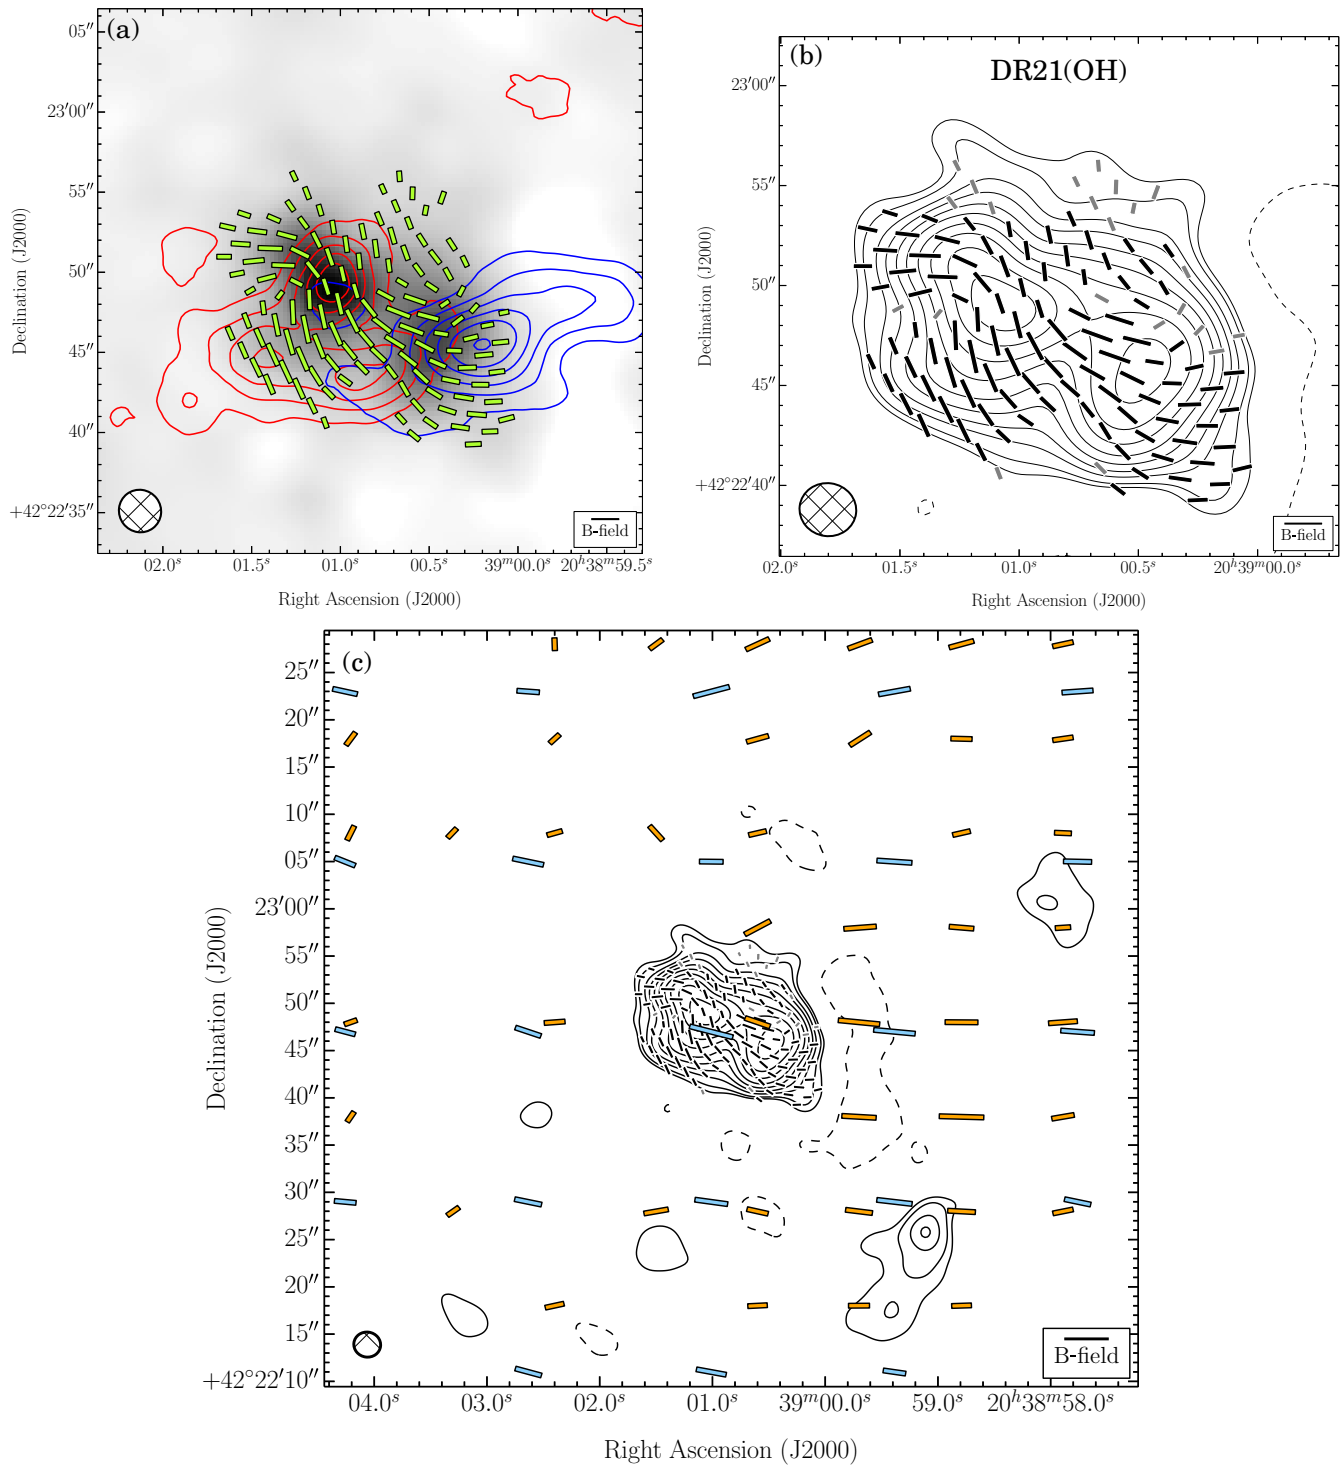 (a)
05″
23′00″
55″
50″
45″
40″
+42°22′35″
Declination (J2000)
B-field
02.0ˢ 01.5ˢ 01.0ˢ 00.5ˢ 39ᵐ00.0ˢ 20ʰ38ᵐ59.5ˢ
Right Ascension (J2000)
(b)
DR21(OH)
23′00″
55″
50″
45″
+42°22′40″
Declination (J2000)
B-field
02.0ˢ 01.5ˢ 01.0ˢ 00.5ˢ 20ʰ39ᵐ00.0ˢ
Right Ascension (J2000)
(c)
25″
20″
15″
10″
05″
23′00″
55″
50″
45″
40″
35″
30″
25″
20″
15″
+42°22′10″
Declination (J2000)
B-field
04.0ˢ 03.0ˢ 02.0ˢ 01.0ˢ 39ᵐ00.0ˢ 59.0ˢ 20ʰ38ᵐ58.0ˢ
Right Ascension (J2000)